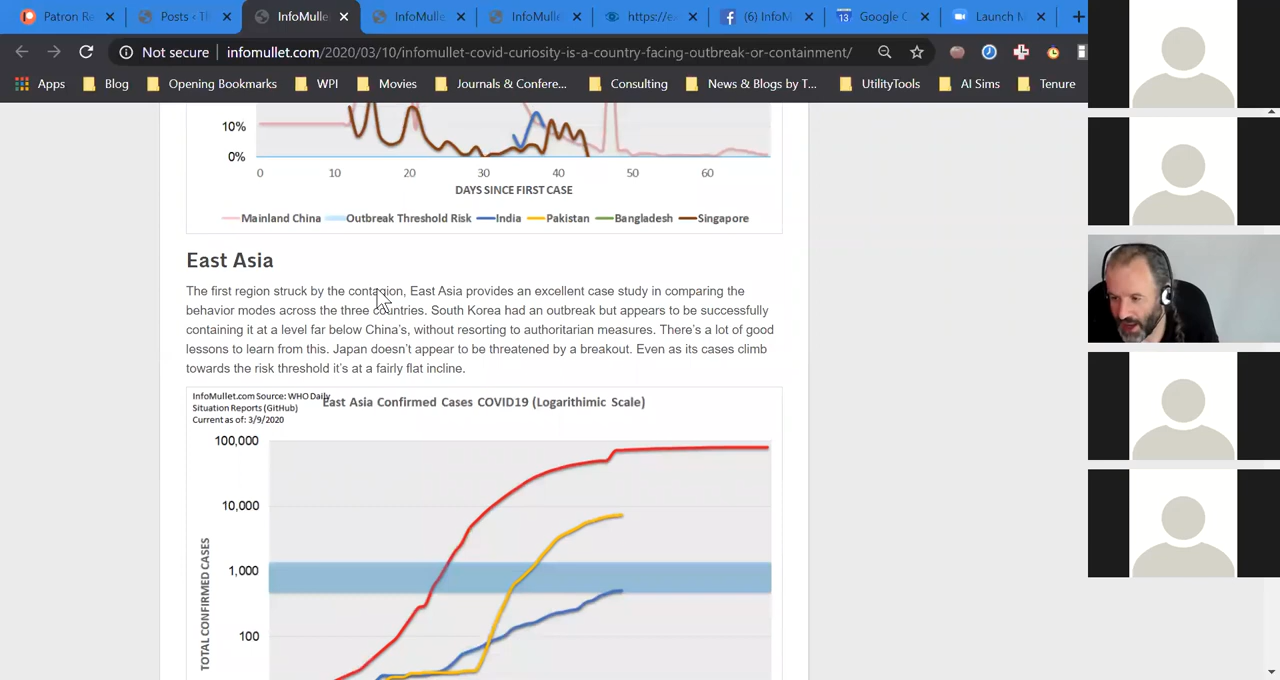 Patron Re
Posts ‹ Th
InfoMullet
InfoMulle
InfoMulle
https://e
(6) InfoM
Google C
Launch M
Not secure
infomullet.com/2020/03/10/infomullet-covid-curiosity-is-a-country-facing-outbreak-or-containment/
Apps
Blog
Opening Bookmarks
WPI
Movies
Journals & Confere...
Consulting
News & Blogs by T...
UtilityTools
AI Sims
Tenure
10%
0%
0 10 20 30 40 50 60
DAYS SINCE FIRST CASE
Mainland China Outbreak Threshold Risk India Pakistan Bangladesh Singapore
East Asia
The first region struck by the contagion, East Asia provides an excellent case study in comparing the
behavior modes across the three countries. South Korea had an outbreak but appears to be successfully
containing it at a level far below China's, without resorting to authoritarian measures. There's a lot of good
lessons to learn from this. Japan doesn't appear to be threatened by a breakout. Even as its cases climb
towards the risk threshold it's at a fairly flat incline.
InfoMullet.com Source: WHO Daily
Situation Reports (GitHub)
Current as of: 3/9/2020
East Asia Confirmed Cases COVID19 (Logarithimic Scale)
100,000
10,000
1,000
100
TOTAL CONFIRMED CASES